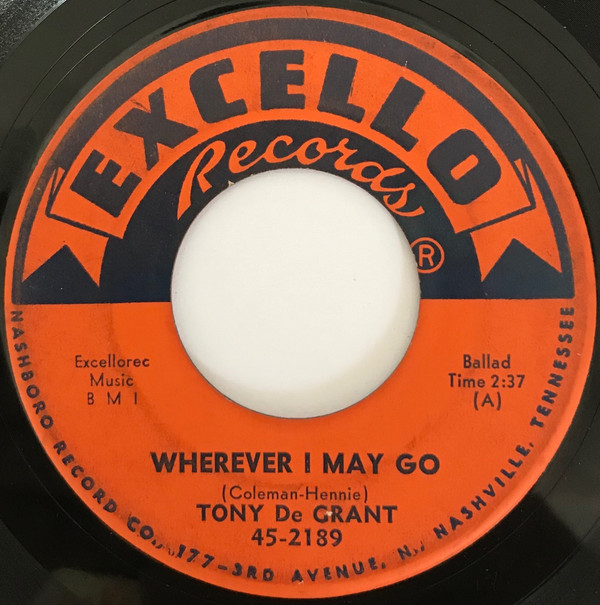 EXCELLO
Records
®
Excellorec
Music
B M I
Ballad
Time 2:37
(A)
WHEREVER I MAY GO
(Coleman-Hennie)
TONY De GRANT
45-2189
NASHBORO RECORD CO., 177-3RD AVENUE, N., NASHVILLE, TENNESSEE